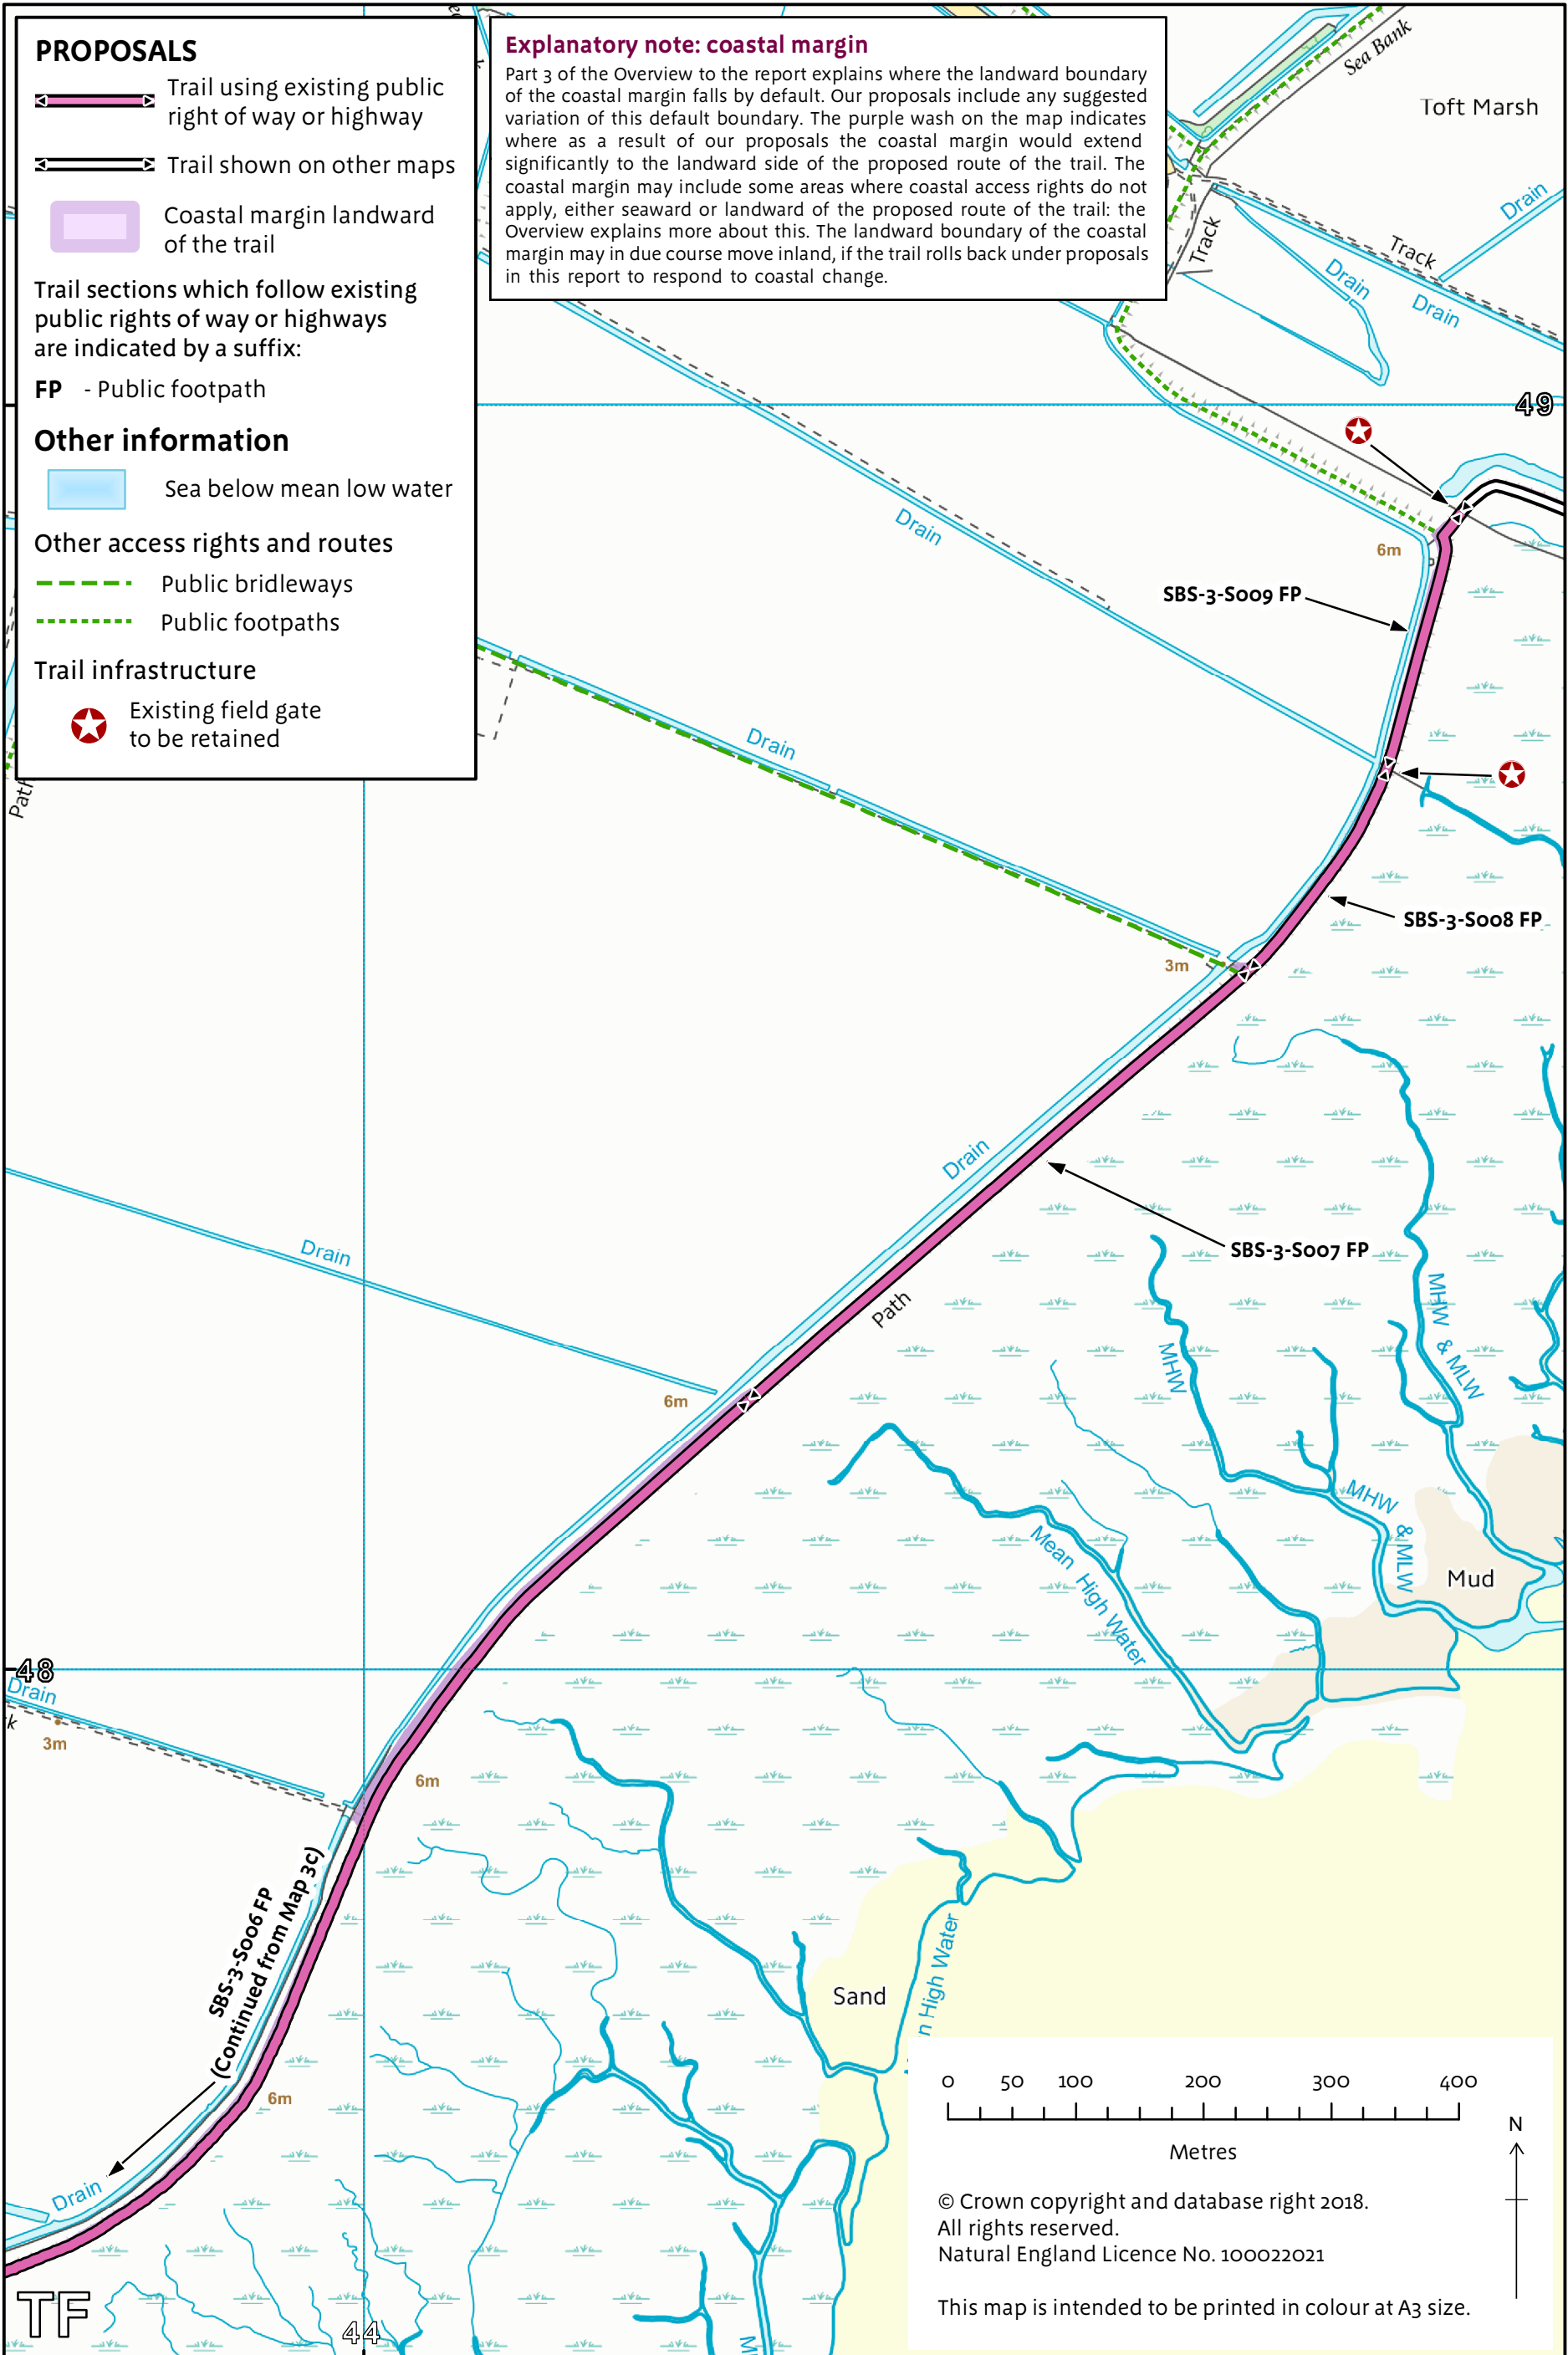 PROPOSALS
Trail using existing public
right of way or highway
Trail shown on other maps
Coastal margin landward
of the trail
Trail sections which follow existing
public rights of way or highways
are indicated by a suffix:
FP - Public footpath
Other information
Sea below mean low water
Other access rights and routes
Public bridleways
Public footpaths
Trail infrastructure
Existing field gate
to be retained
Explanatory note: coastal margin
Part 3 of the Overview to the report explains where the landward boundary
of the coastal margin falls by default. Our proposals include any suggested
variation of this default boundary. The purple wash on the map indicates
where as a result of our proposals the coastal margin would extend
significantly to the landward side of the proposed route of the trail. The
coastal margin may include some areas where coastal access rights do not
apply, either seaward or landward of the proposed route of the trail: the
Overview explains more about this. The landward boundary of the coastal
margin may in due course move inland, if the trail rolls back under proposals
in this report to respond to coastal change.
Sea Bank
Toft Marsh
Drain
Track
Track
Drain
Drain
49
Drain
6m
SBS-3-S009 FP
Drain
Path
SBS-3-S008 FP
3m
Drain
SBS-3-S007 FP
Drain
Path
MHW & MLW
MHW
6m
MHW & MLW
Mean High Water
Mud
48
Drain
k
3m
6m
SBS-3-S006 FP
(Continued from Map 3c)
Sand
n High Water
6m
Drain
0 50 100 200 300 400
Metres
N
© Crown copyright and database right 2018.
All rights reserved.
Natural England Licence No. 100022021
This map is intended to be printed in colour at A3 size.
TF
44